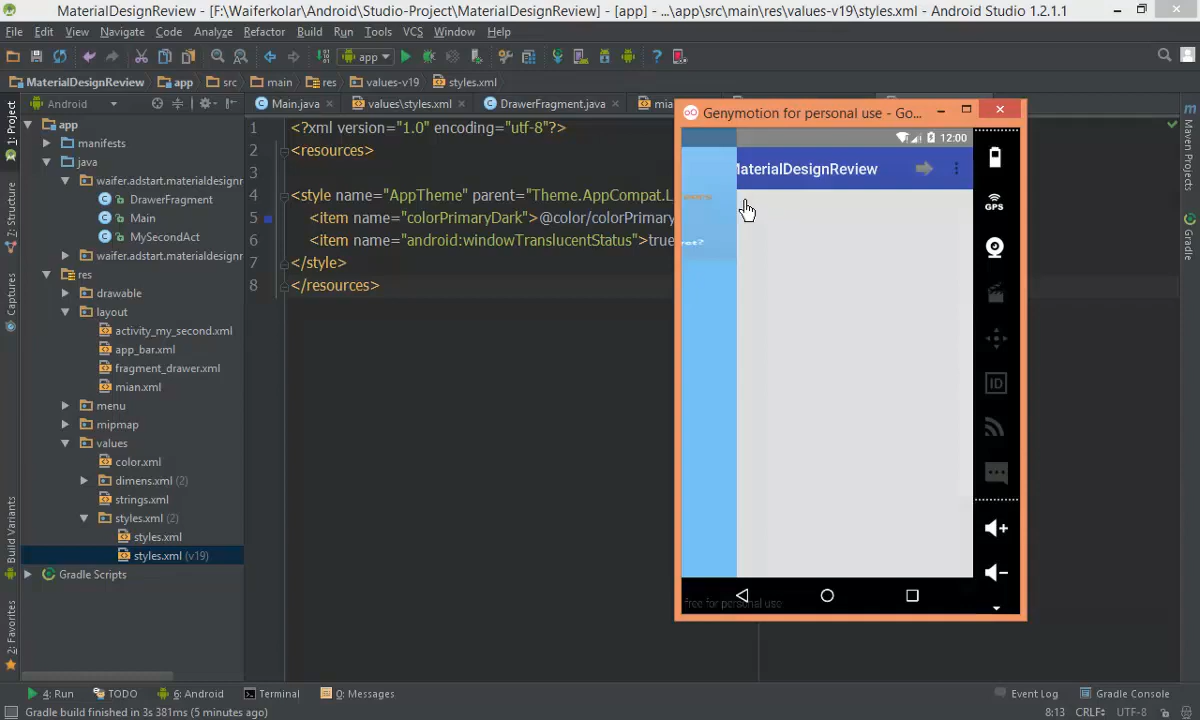 MaterialDesignReview - [F:\Waiferkolar\Android\Studio-Project\MaterialDesignReview] - [app] - ...\app\src\main\res\values-v19\styles.xml - Android Studio 1.2.1.1
File Edit View Navigate Code Analyze Refactor Build Run Tools VCS Window Help
app
MaterialDesignReview app src main res values-v19 styles.xml
Android Main.java values\styles.xml DrawerFragment.java mia
1: Project
7: Structure
Captures
Build Variants
2: Favorites
app
manifests
java
waifer.adstart.materialdesignr
DrawerFragment
Main
MySecondAct
waifer.adstart.materialdesignr
res
drawable
layout
activity_my_second.xml
app_bar.xml
fragment_drawer.xml
mian.xml
menu
mipmap
values
color.xml
dimens.xml (2)
strings.xml
styles.xml (2)
styles.xml
styles.xml (v19)
Gradle Scripts
1 <?xml version="1.0" encoding="utf-8"?>
2 <resources>
3
4 <style name="AppTheme" parent="Theme.AppCompat.L
5 <item name="colorPrimaryDark">@color/colorPrimary
6 <item name="android:windowTranslucentStatus">true
7 </style>
8 </resources>
Genymotion for personal use - Go...
12:00
MaterialDesignReview
GPS
ID
free for personal use
Maven Projects
Gradle
4: Run TODO 6: Android Terminal 0: Messages Event Log Gradle Console
Gradle build finished in 3s 381ms (5 minutes ago) 8:13 CRLF UTF-8